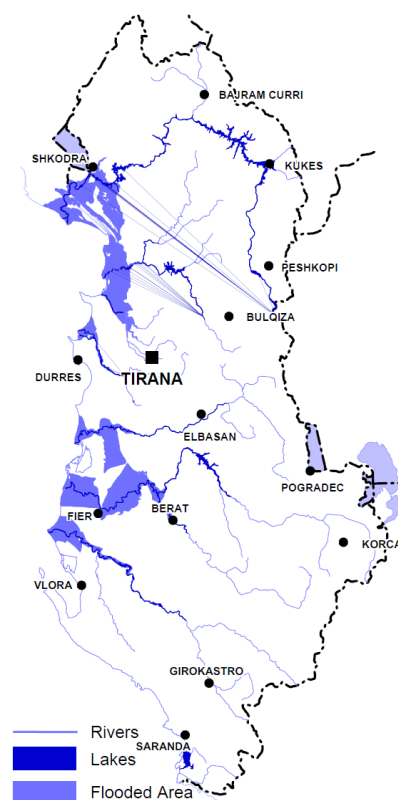 BAJRAM CURRI
SHKODRA
KUKES
PESHKOPI
BULQIZA
DURRES
TIRANA
ELBASAN
POGRADEC
BERAT
FIER
KORCA
VLORA
GIROKASTRO
SARANDA
Rivers
Lakes
Flooded Area